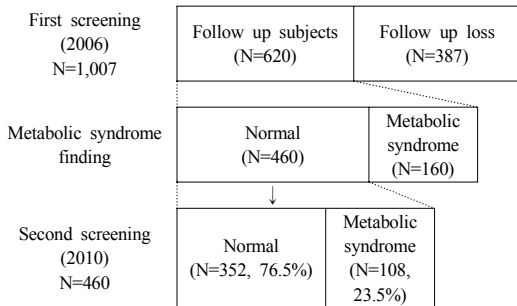 First screening
(2006)
N=1,007
Follow up subjects
(N=620)
Follow up loss
(N=387)
Metabolic syndrome
finding
Normal
(N=460)
Metabolic
syndrome
(N=160)
Second screening
(2010)
N=460
Normal
(N=352, 76.5%)
Metabolic
syndrome
(N=108,
23.5%)